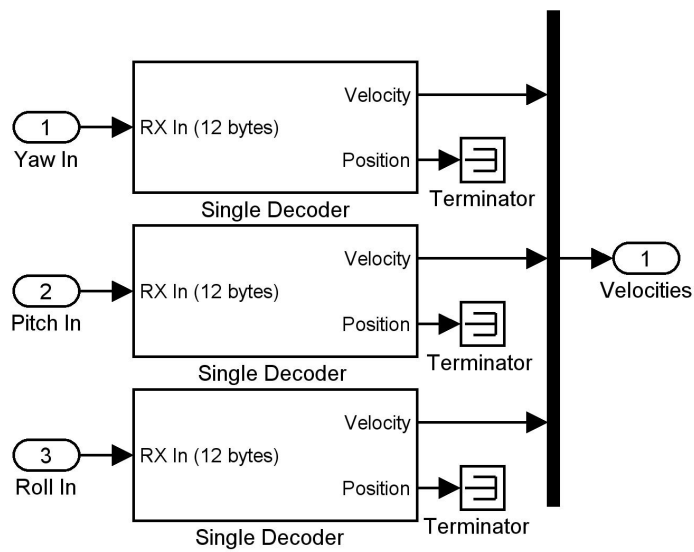 Velocity
1
RX In (12 bytes)
Yaw In
Position
Terminator
Single Decoder
Velocity
2
RX In (12 bytes)
1
Velocities
Pitch In
Position
Terminator
Single Decoder
Velocity
3
RX In (12 bytes)
Roll In
Position
Terminator
Single Decoder